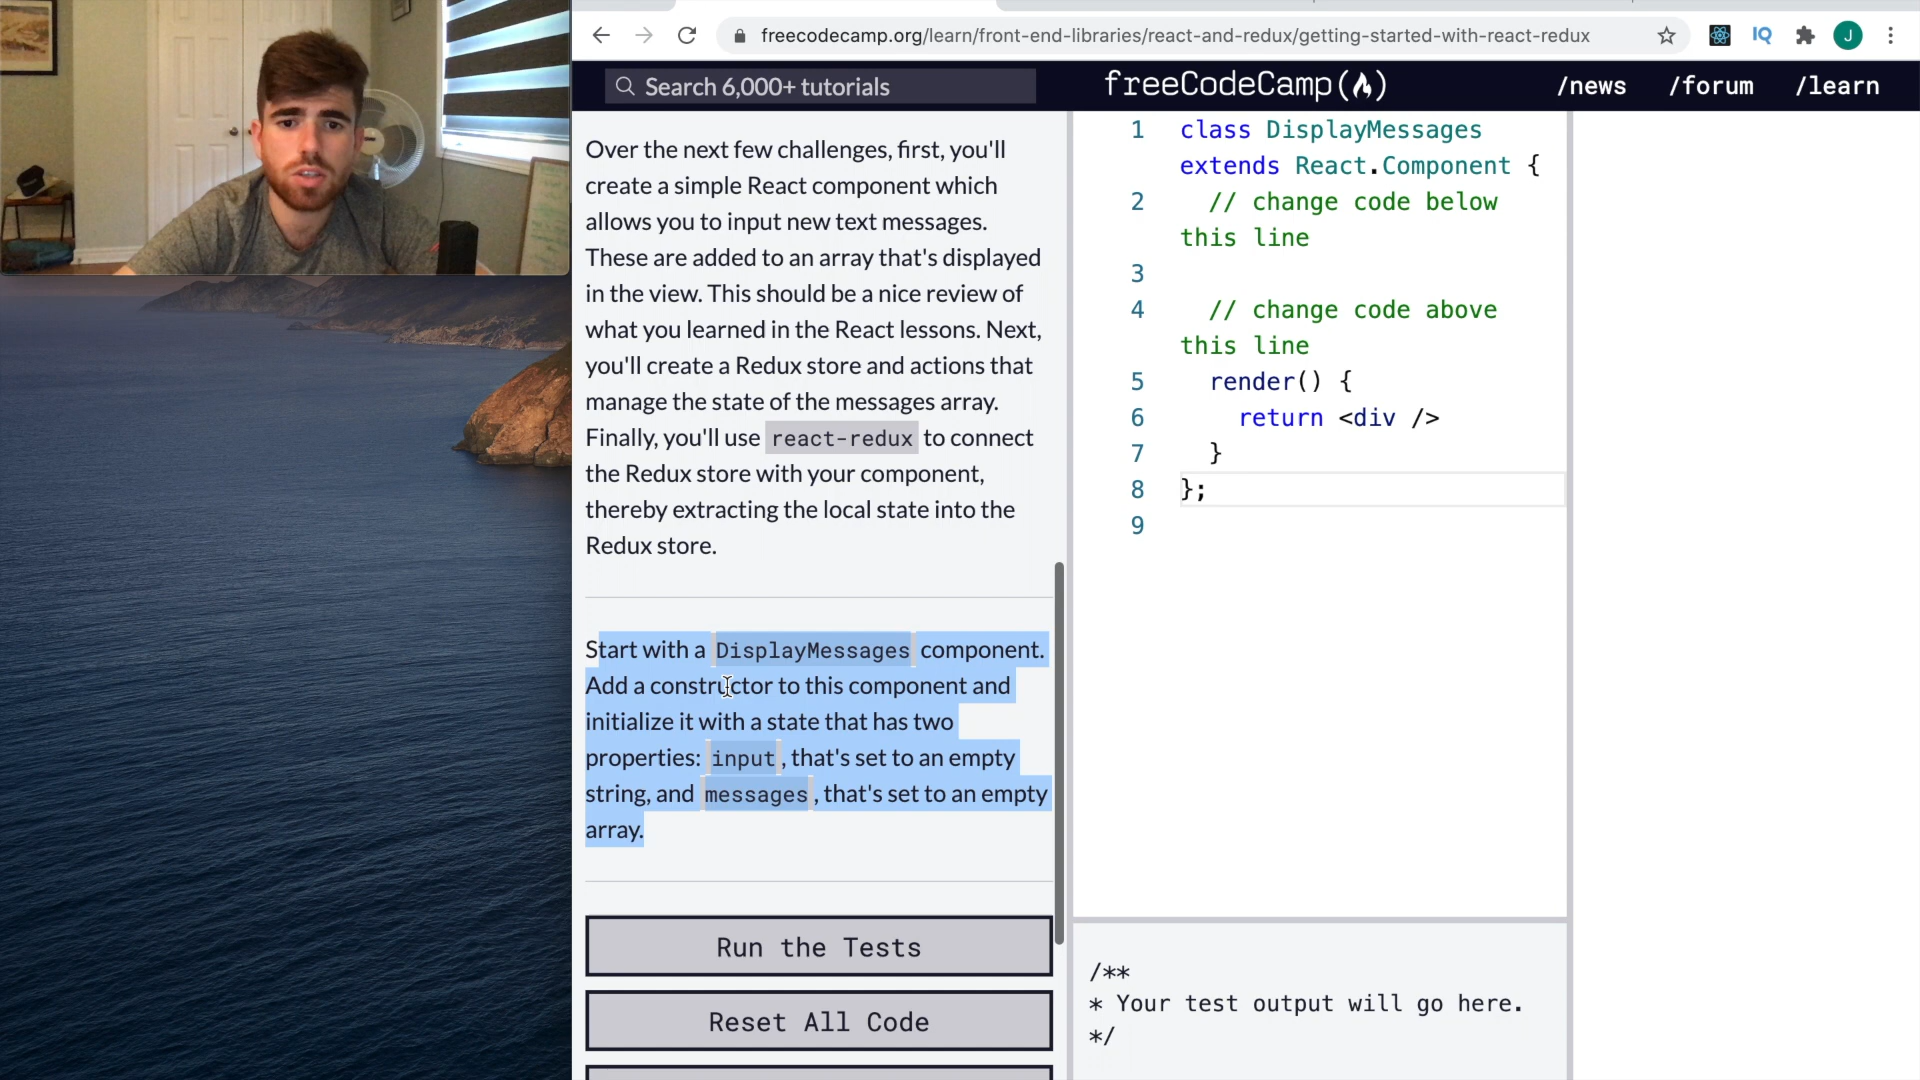 freecodecamp.org/learn/front-end-libraries/react-and-redux/getting-started-with-react-redux
IQ
J
Search 6,000+ tutorials
freeCodeCamp
/news
/forum
/learn
Over the next few challenges, first, you'll
create a simple React component which
allows you to input new text messages.
These are added to an array that's displayed
in the view. This should be a nice review of
what you learned in the React lessons. Next,
you'll create a Redux store and actions that
manage the state of the messages array.
Finally, you'll use react-redux to connect
the Redux store with your component,
thereby extracting the local state into the
Redux store.
Start with a DisplayMessages component.
Add a constructor to this component and
initialize it with a state that has two
properties: input, that's set to an empty
string, and messages, that's set to an empty
array.
Run the Tests
Reset All Code
1 class DisplayMessages
extends React.Component {
2 // change code below
this line
3
4 // change code above
this line
5 render() {
6 return <div />
7 }
8 };
9
/**
* Your test output will go here.
*/